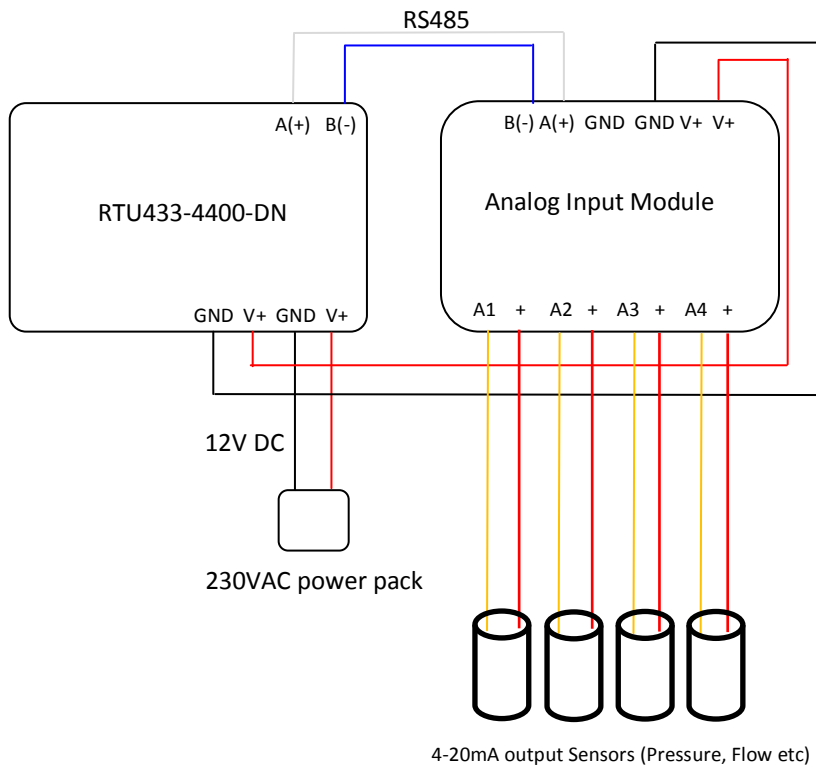 RS485
A(+) B(-)
B(-) A(+) GND GND V+ V+
RTU433-4400-DN
Analog Input Module
GND V+ GND V+
A1 + A2 + A3 + A4 +
12V DC
230VAC power pack
4-20mA output Sensors (Pressure, Flow etc)